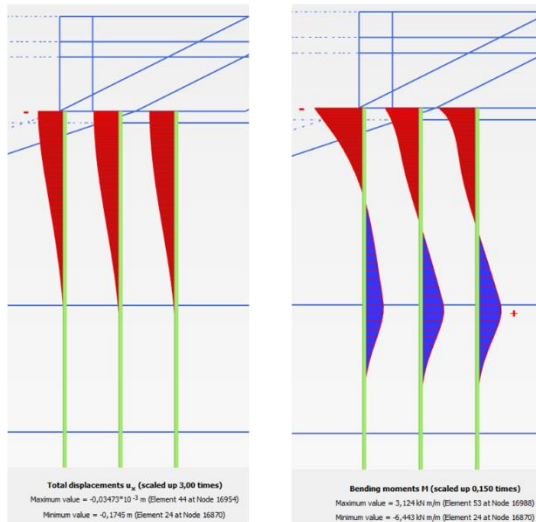 -
-
+
Total displacements uₓ (scaled up 3,00 times)
Maximum value = -0,03473*10⁻³ m (Element 44 at Node 16954)
Minimum value = -0,1745 m (Element 24 at Node 16870)
Bending moments M (scaled up 0,150 times)
Maximum value = 3,124 kN m/m (Element 53 at Node 16988)
Minimum value = -6,443 kN m/m (Element 24 at Node 16870)